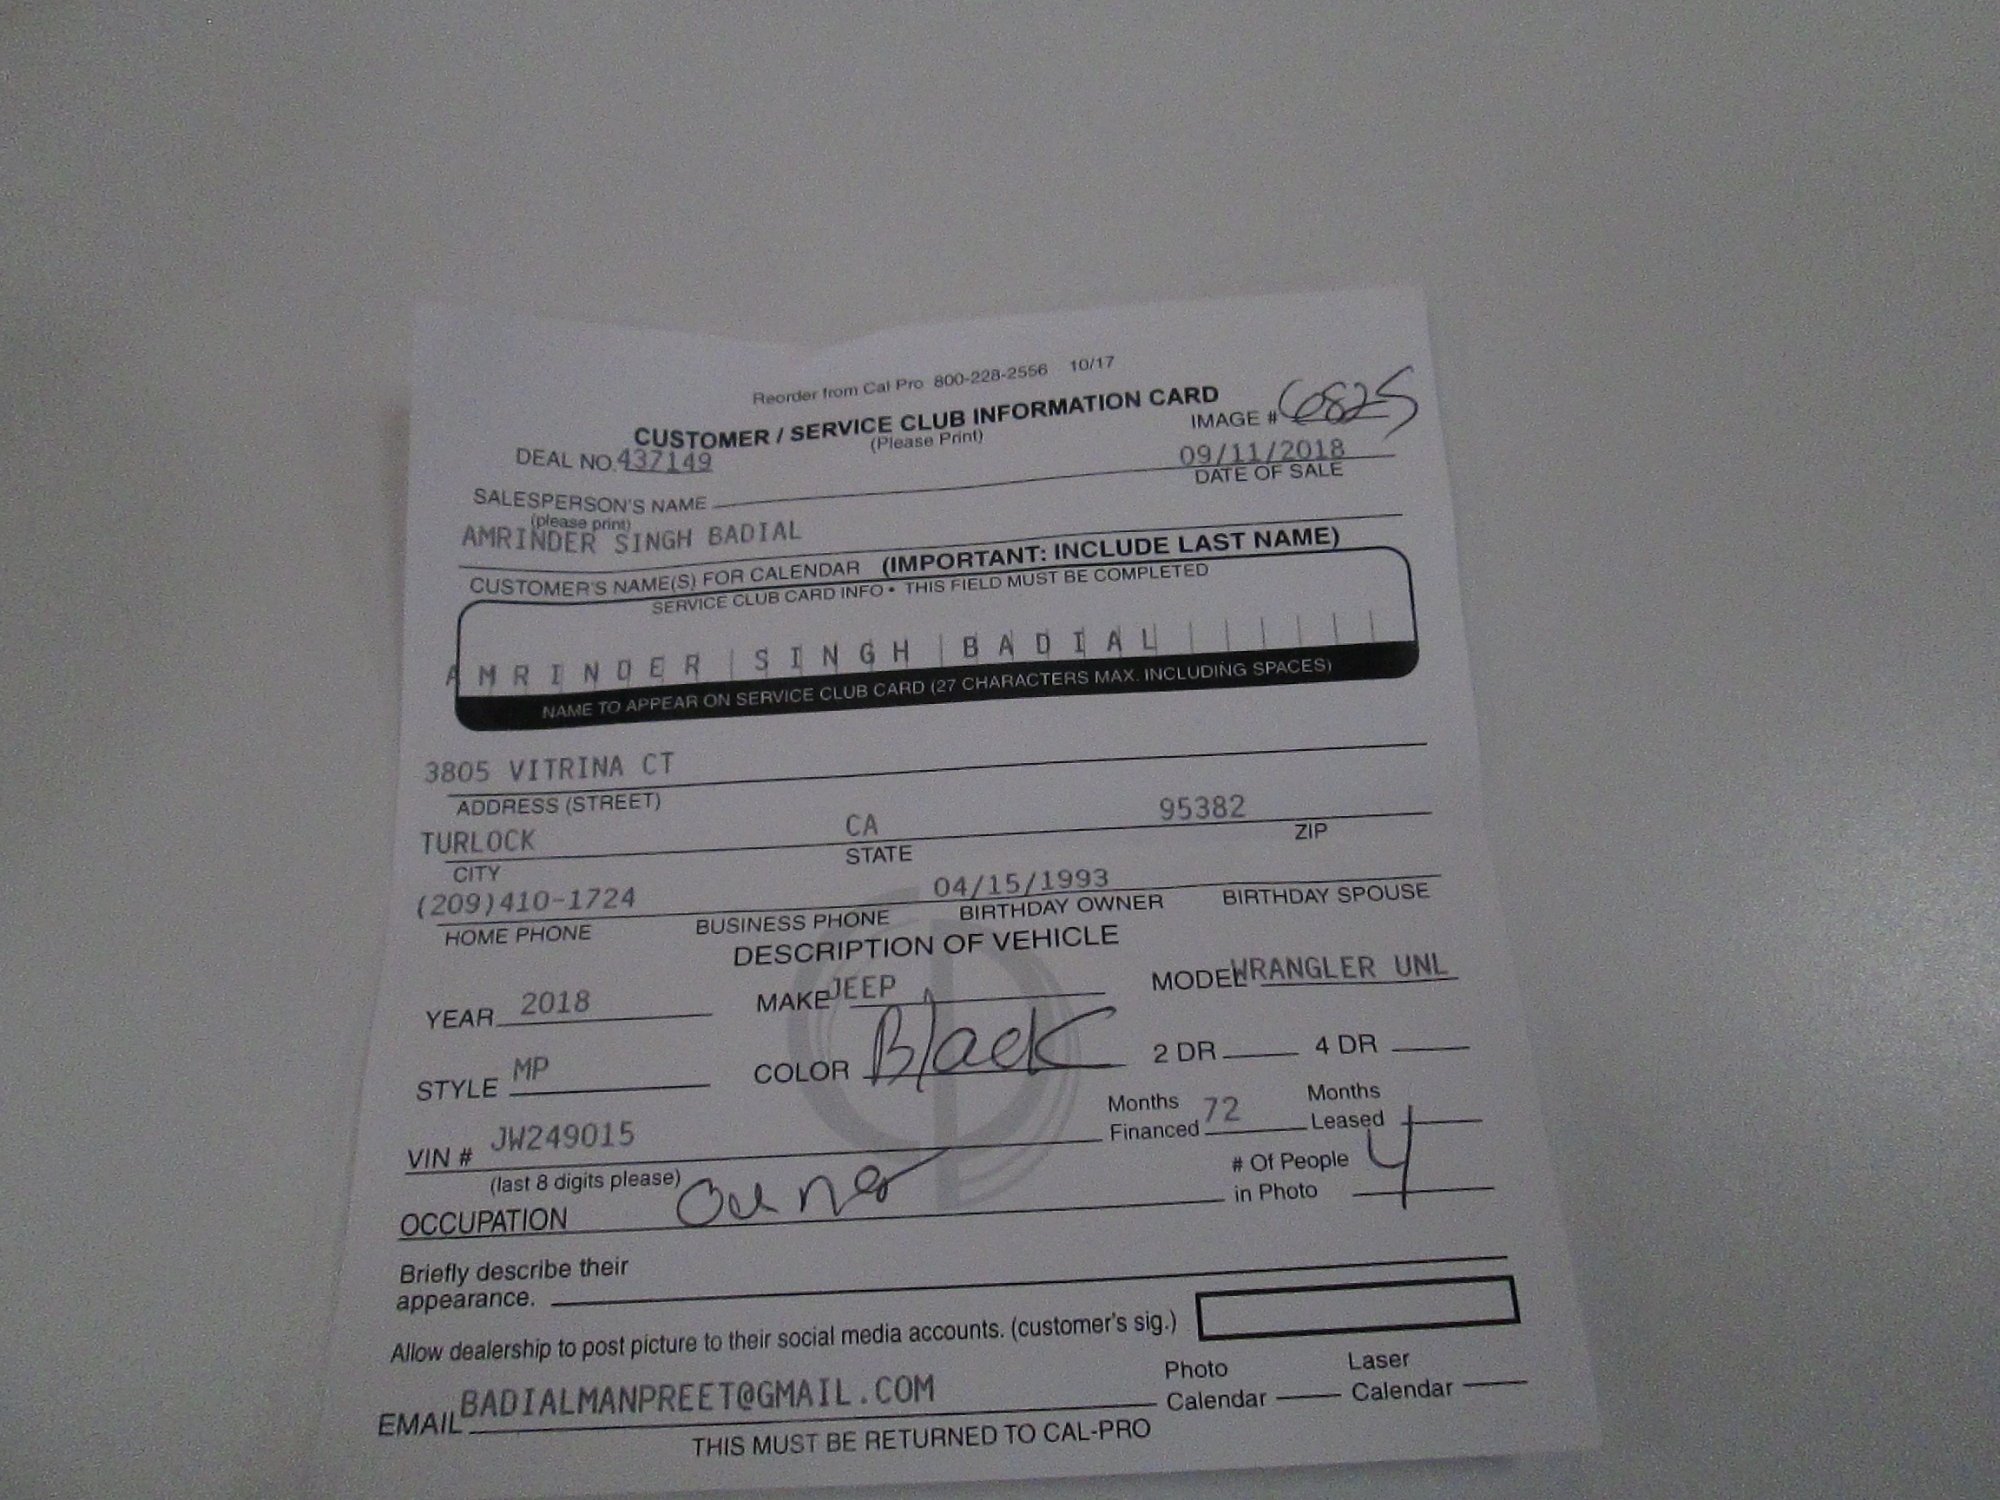 Reorder from Cal Pro 800-228-2556 10/17
CUSTOMER / SERVICE CLUB INFORMATION CARD
(Please Print)
IMAGE # 6825
DEAL NO. 437149
09/11/2018
DATE OF SALE
SALESPERSON'S NAME
(please print)
AMRINDER SINGH BADIAL
CUSTOMER'S NAME(S) FOR CALENDAR (IMPORTANT: INCLUDE LAST NAME)
SERVICE CLUB CARD INFO • THIS FIELD MUST BE COMPLETED
AMRINDER SINGH BADIAL
NAME TO APPEAR ON SERVICE CLUB CARD (27 CHARACTERS MAX. INCLUDING SPACES)
3805 VITRINA CT
ADDRESS (STREET)
TURLOCK CA 95382
CITY STATE ZIP
(209)410-1724 04/15/1993
HOME PHONE BUSINESS PHONE BIRTHDAY OWNER BIRTHDAY SPOUSE
DESCRIPTION OF VEHICLE
YEAR 2018 MAKE JEEP MODEL WRANGLER UNL
STYLE MP COLOR Black 2 DR 4 DR
VIN # JW249015 Months Financed 72 Months Leased
(last 8 digits please)
OCCUPATION Owner # Of People in Photo 4
Briefly describe their
appearance.
Allow dealership to post picture to their social media accounts. (customer's sig.)
EMAIL BADIALMANPREET@GMAIL.COM Photo Calendar Laser Calendar
THIS MUST BE RETURNED TO CAL-PRO